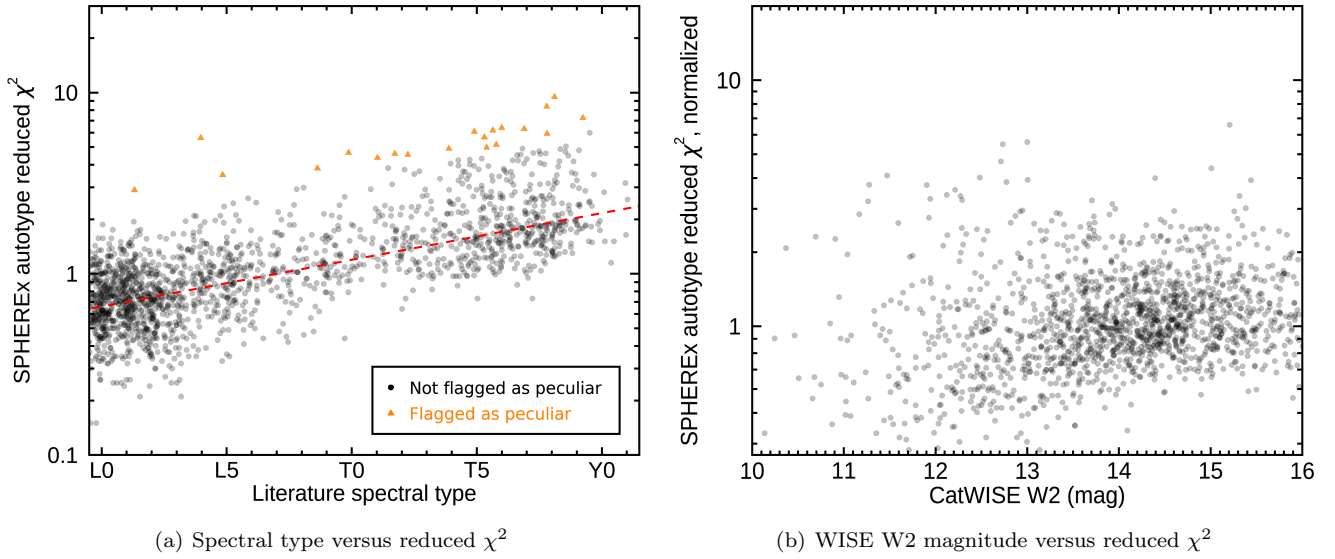 SPHEREx autotype reduced χ²
10
1
0.1
L0 L5 T0 T5 Y0
Literature spectral type
Not flagged as peculiar
Flagged as peculiar
(a) Spectral type versus reduced χ²
SPHEREx autotype reduced χ², normalized
10
1
10 11 12 13 14 15 16
CatWISE W2 (mag)
(b) WISE W2 magnitude versus reduced χ²